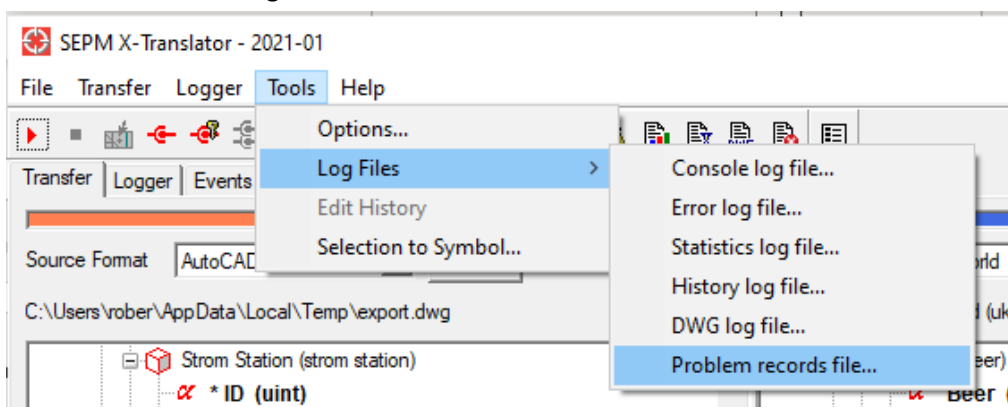 SEPM X-Translator - 2021-01
File Transfer Logger Tools Help
Options...
Log Files
Edit History
Selection to Symbol...
Console log file...
Error log file...
Statistics log file...
History log file...
DWG log file...
Problem records file...
Transfer Logger Events
Source Format AutoCAD
C:\Users\rober\AppData\Local\Temp\export.dwg
Strom Station (strom station)
* ID (uint)
Beer